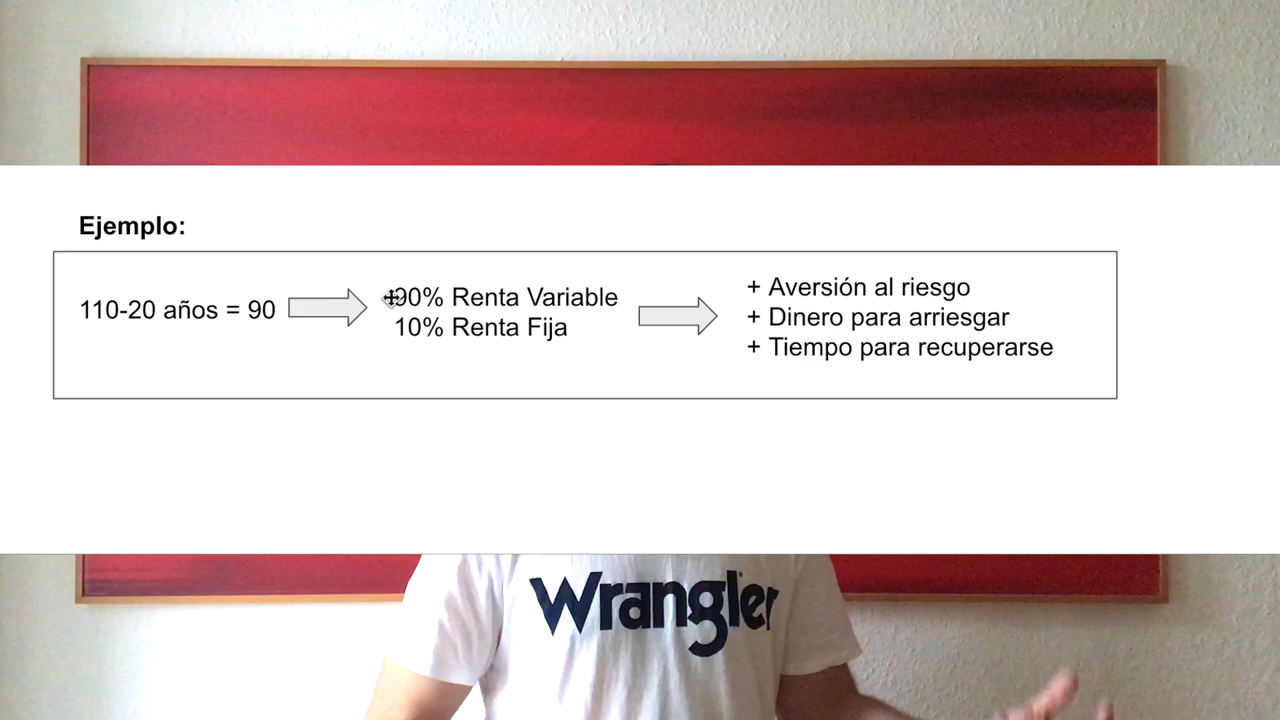 Ejemplo:
110-20 años = 90
90% Renta Variable
10% Renta Fija
+ Aversión al riesgo
+ Dinero para arriesgar
+ Tiempo para recuperarse
Wrangler